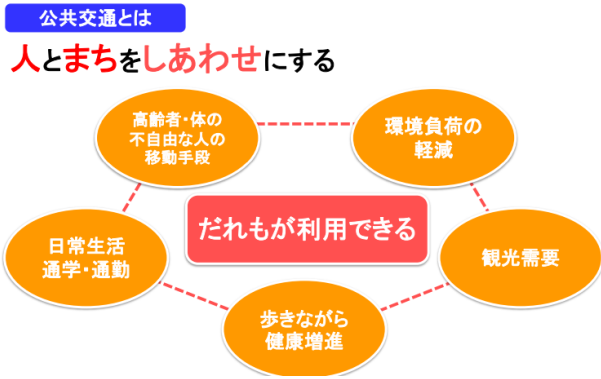 公共交通とは
人とまちをしあわせにする
高齢者・体の
不自由な人の
移動手段
環境負荷の
軽減
だれもが利用できる
日常生活
通学・通勤
観光需要
歩きながら
健康増進